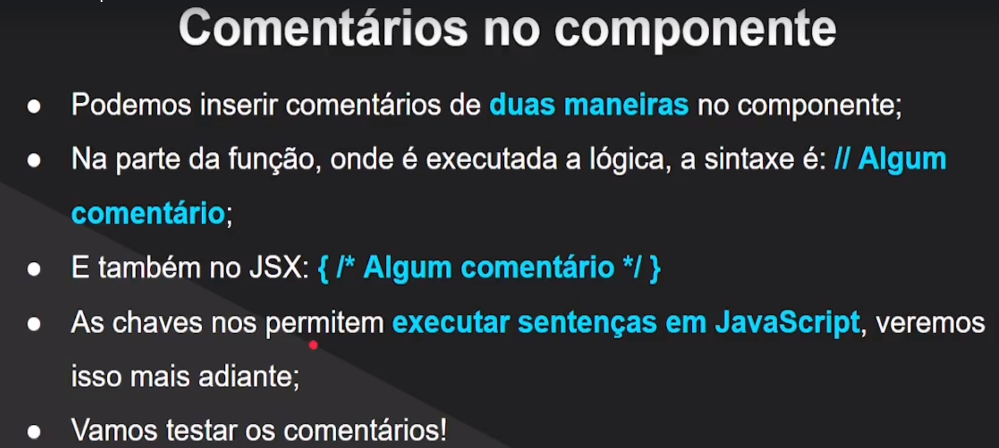 Comentários no componente
● Podemos inserir comentários de duas maneiras no componente;
● Na parte da função, onde é executada a lógica, a sintaxe é: // Algum
comentário;
● E também no JSX: { /* Algum comentário */ }
● As chaves nos permitem executar sentenças em JavaScript, veremos
isso mais adiante;
● Vamos testar os comentários!